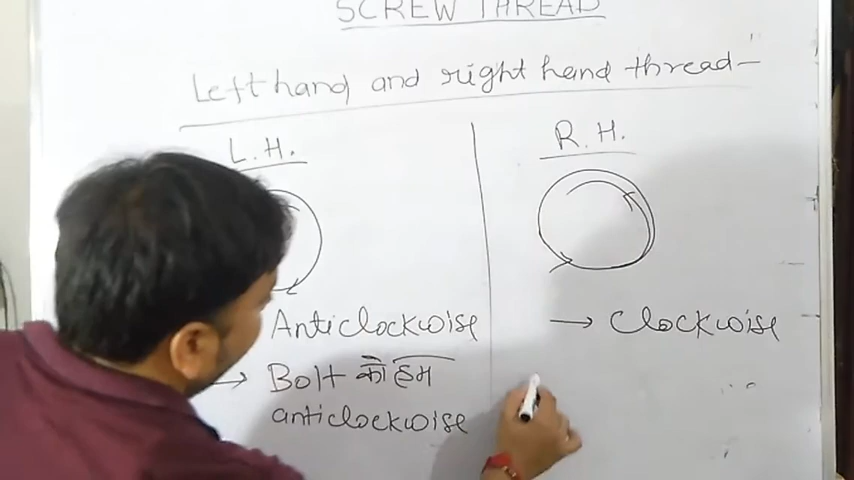 SCREW THREAD
Left hand and right hand thread-
L.H.
R.H.
Anticlockwise
→ Clockwise
→ Bolt को हम
anticlockwise